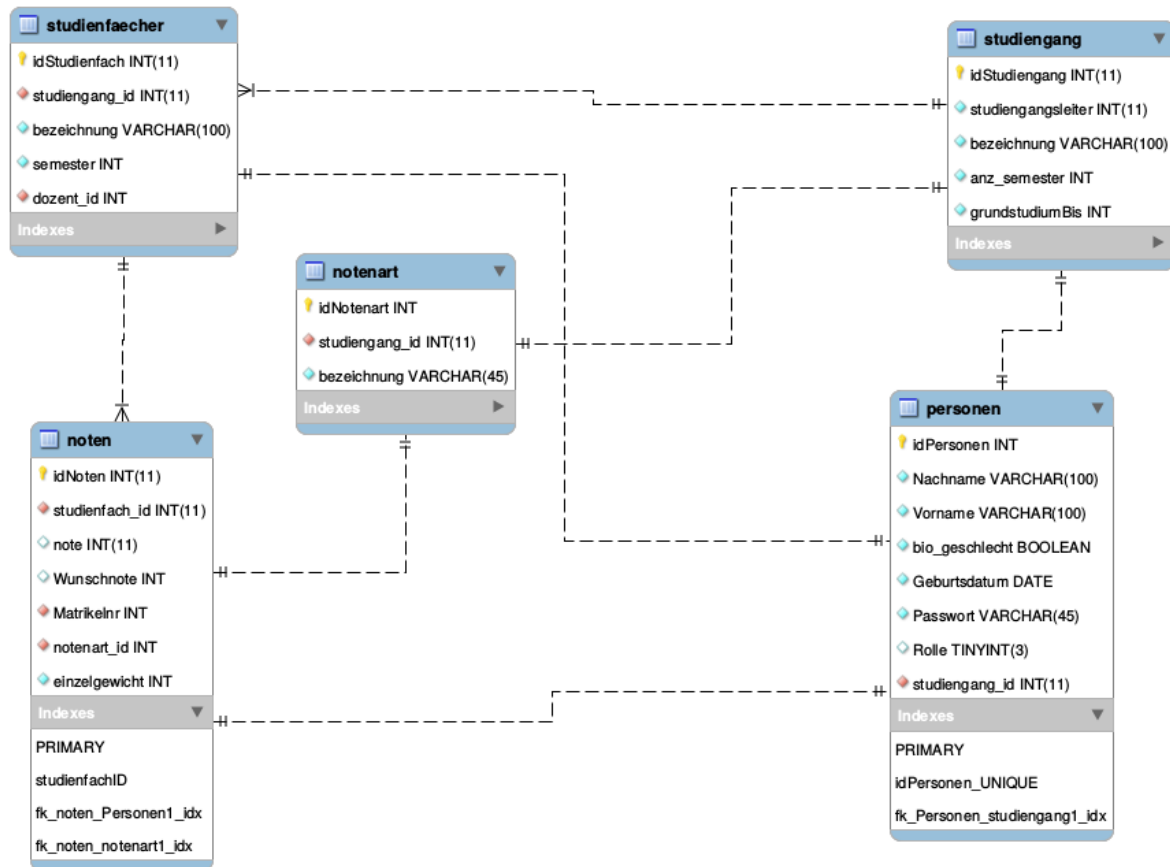 studienfaecher
idStudienfach INT(11)
studiengang_id INT(11)
bezeichnung VARCHAR(100)
semester INT
dozent_id INT
Indexes
studiengang
idStudiengang INT(11)
studiengangsleiter INT(11)
bezeichnung VARCHAR(100)
anz_semester INT
grundstudiumBis INT
Indexes
notenart
idNotenart INT
studiengang_id INT(11)
bezeichnung VARCHAR(45)
Indexes
noten
idNoten INT(11)
studienfach_id INT(11)
note INT(11)
Wunschnote INT
Matrikelnr INT
notenart_id INT
einzelgewicht INT
Indexes
PRIMARY
studienfachID
fk_noten_Personen1_idx
fk_noten_notenart1_idx
personen
idPersonen INT
Nachname VARCHAR(100)
Vorname VARCHAR(100)
bio_geschlecht BOOLEAN
Geburtsdatum DATE
Passwort VARCHAR(45)
Rolle TINYINT(3)
studiengang_id INT(11)
Indexes
PRIMARY
idPersonen_UNIQUE
fk_Personen_studiengang1_idx